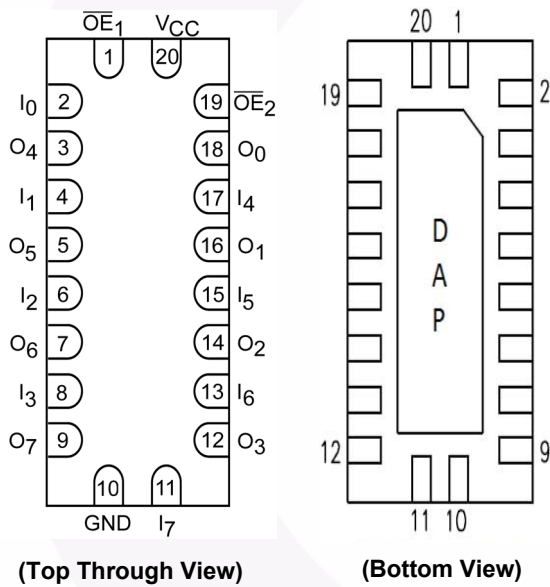 O̅E̅1 VCC
1 20
I0 2 19 O̅E̅2
O4 3 18 O0
I1 4 17 I4
O5 5 16 O1
I2 6 15 I5
O6 7 14 O2
I3 8 13 I6
O7 9 12 O3
10 11
GND I7
(Top Through View)
20 1
19 2
D
A
P
12 9
11 10
(Bottom View)